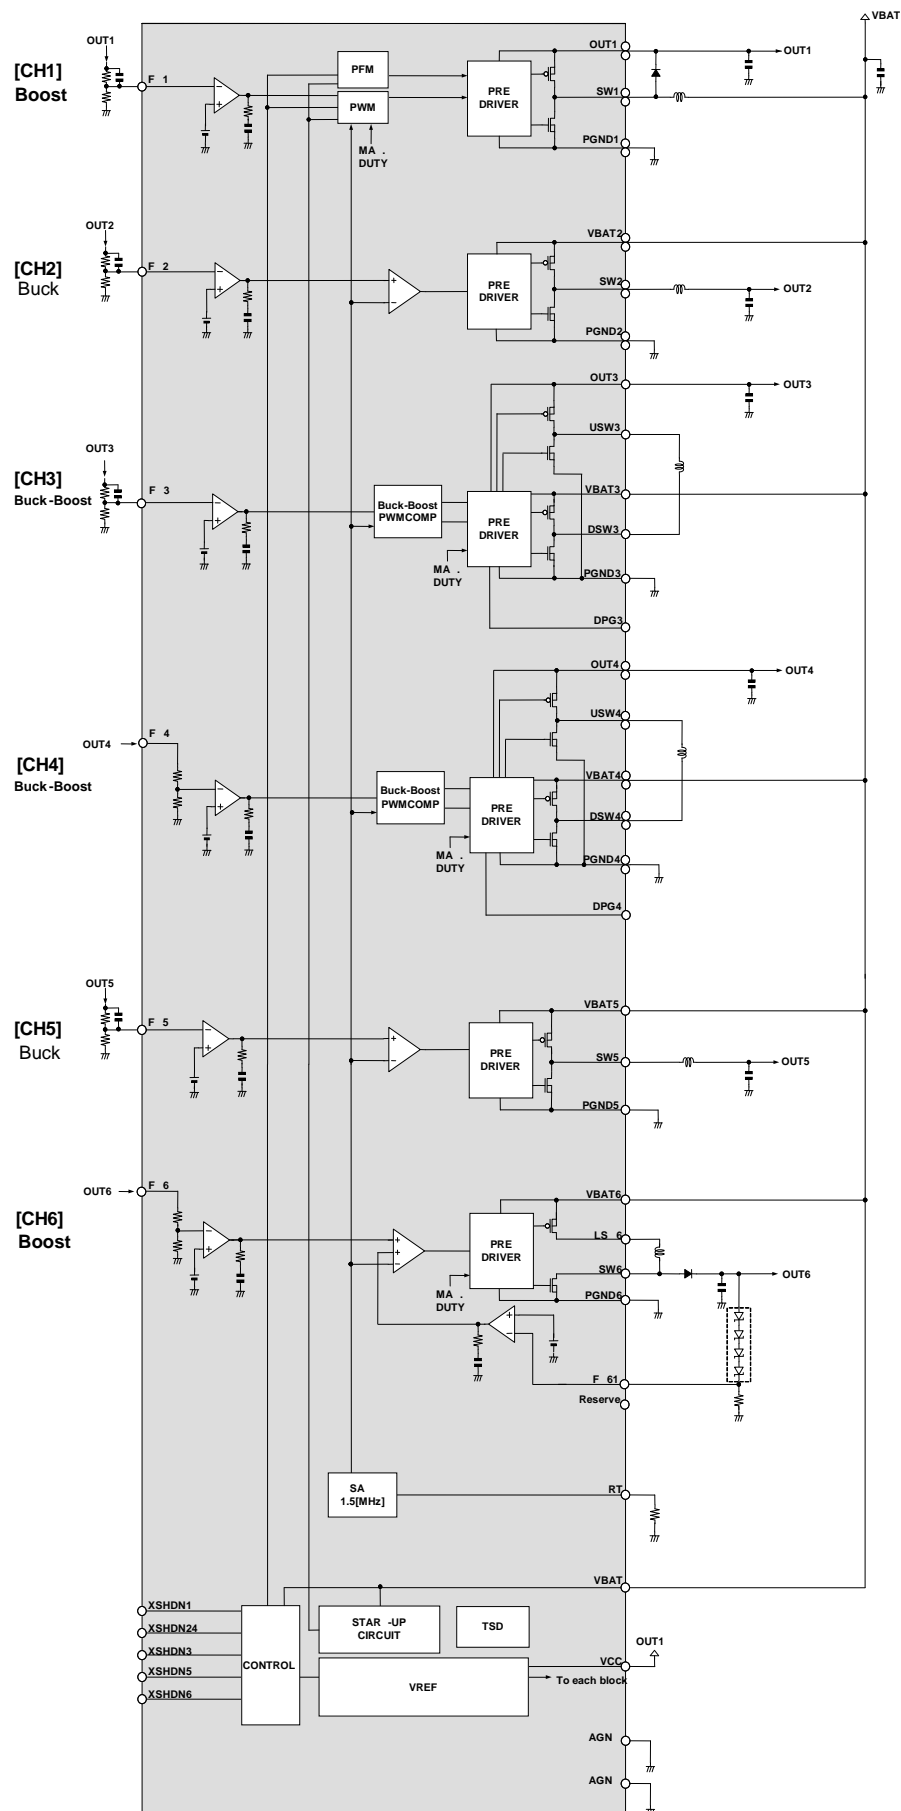 VBAT
OUT1
[CH1]
Boost
F 1
PFM
PWM
MA .
DUTY
PRE
DRIVER
OUT1
OUT1
SW1
PGND1
OUT2
[CH2]
Buck
F 2
PRE
DRIVER
VBAT2
SW2
OUT2
PGND2
OUT3
[CH3]
Buck-Boost
F 3
Buck-Boost
PWMCOMP
MA .
DUTY
PRE
DRIVER
OUT3
OUT3
USW3
VBAT3
DSW3
PGND3
DPG3
OUT4
[CH4]
Buck-Boost
F 4
Buck-Boost
PWMCOMP
MA .
DUTY
PRE
DRIVER
OUT4
OUT4
USW4
VBAT4
DSW4
PGND4
DPG4
OUT5
[CH5]
Buck
F 5
PRE
DRIVER
VBAT5
SW5
OUT5
PGND5
OUT6
[CH6]
Boost
F 6
MA .
DUTY
PRE
DRIVER
VBAT6
LS 6
SW6
OUT6
PGND6
F 61
Reserve
SA
1.5[MHz]
RT
VBAT
XSHDN1
XSHDN24
XSHDN3
XSHDN5
XSHDN6
CONTROL
STAR -UP
CIRCUIT
TSD
VREF
OUT1
VCC
To each block
AGN
AGN